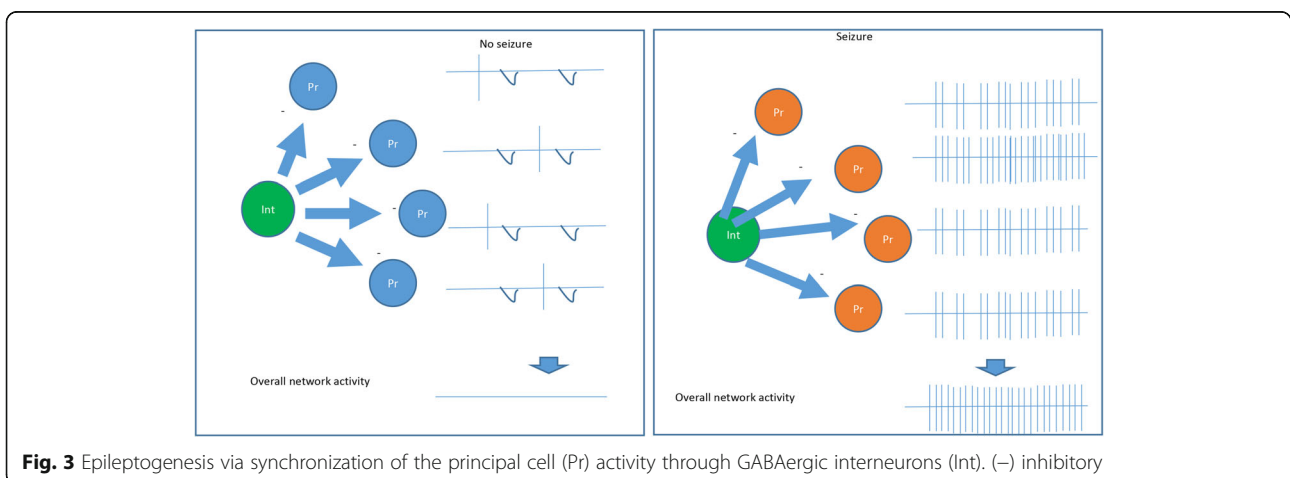 No seizure
Pr
-
-
Pr
Int
-
Pr
-
Pr
Overall network activity
Seizure
Pr
-
-
Pr
-
Int
Pr
-
Pr
Overall network activity
Fig. 3 Epileptogenesis via synchronization of the principal cell (Pr) activity through GABAergic interneurons (Int). (−) inhibitory